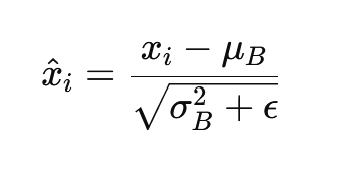 x̂ᵢ = (xᵢ − μ_B) / √(σ_B² + ϵ)